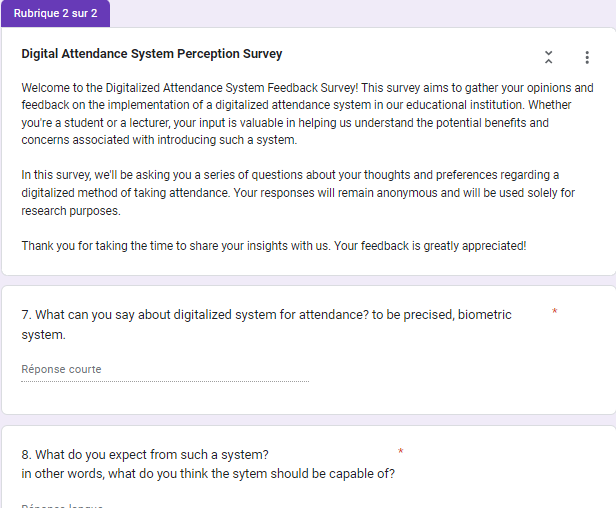 Rubrique 2 sur 2
Digital Attendance System Perception Survey
Welcome to the Digitalized Attendance System Feedback Survey! This survey aims to gather your opinions and
feedback on the implementation of a digitalized attendance system in our educational institution. Whether
you're a student or a lecturer, your input is valuable in helping us understand the potential benefits and
concerns associated with introducing such a system.
In this survey, we'll be asking you a series of questions about your thoughts and preferences regarding a
digitalized method of taking attendance. Your responses will remain anonymous and will be used solely for
research purposes.
Thank you for taking the time to share your insights with us. Your feedback is greatly appreciated!
7. What can you say about digitalized system for attendance? to be precised, biometric *
system.
Réponse courte
8. What do you expect from such a system? *
in other words, what do you think the sytem should be capable of?
Réponse longue